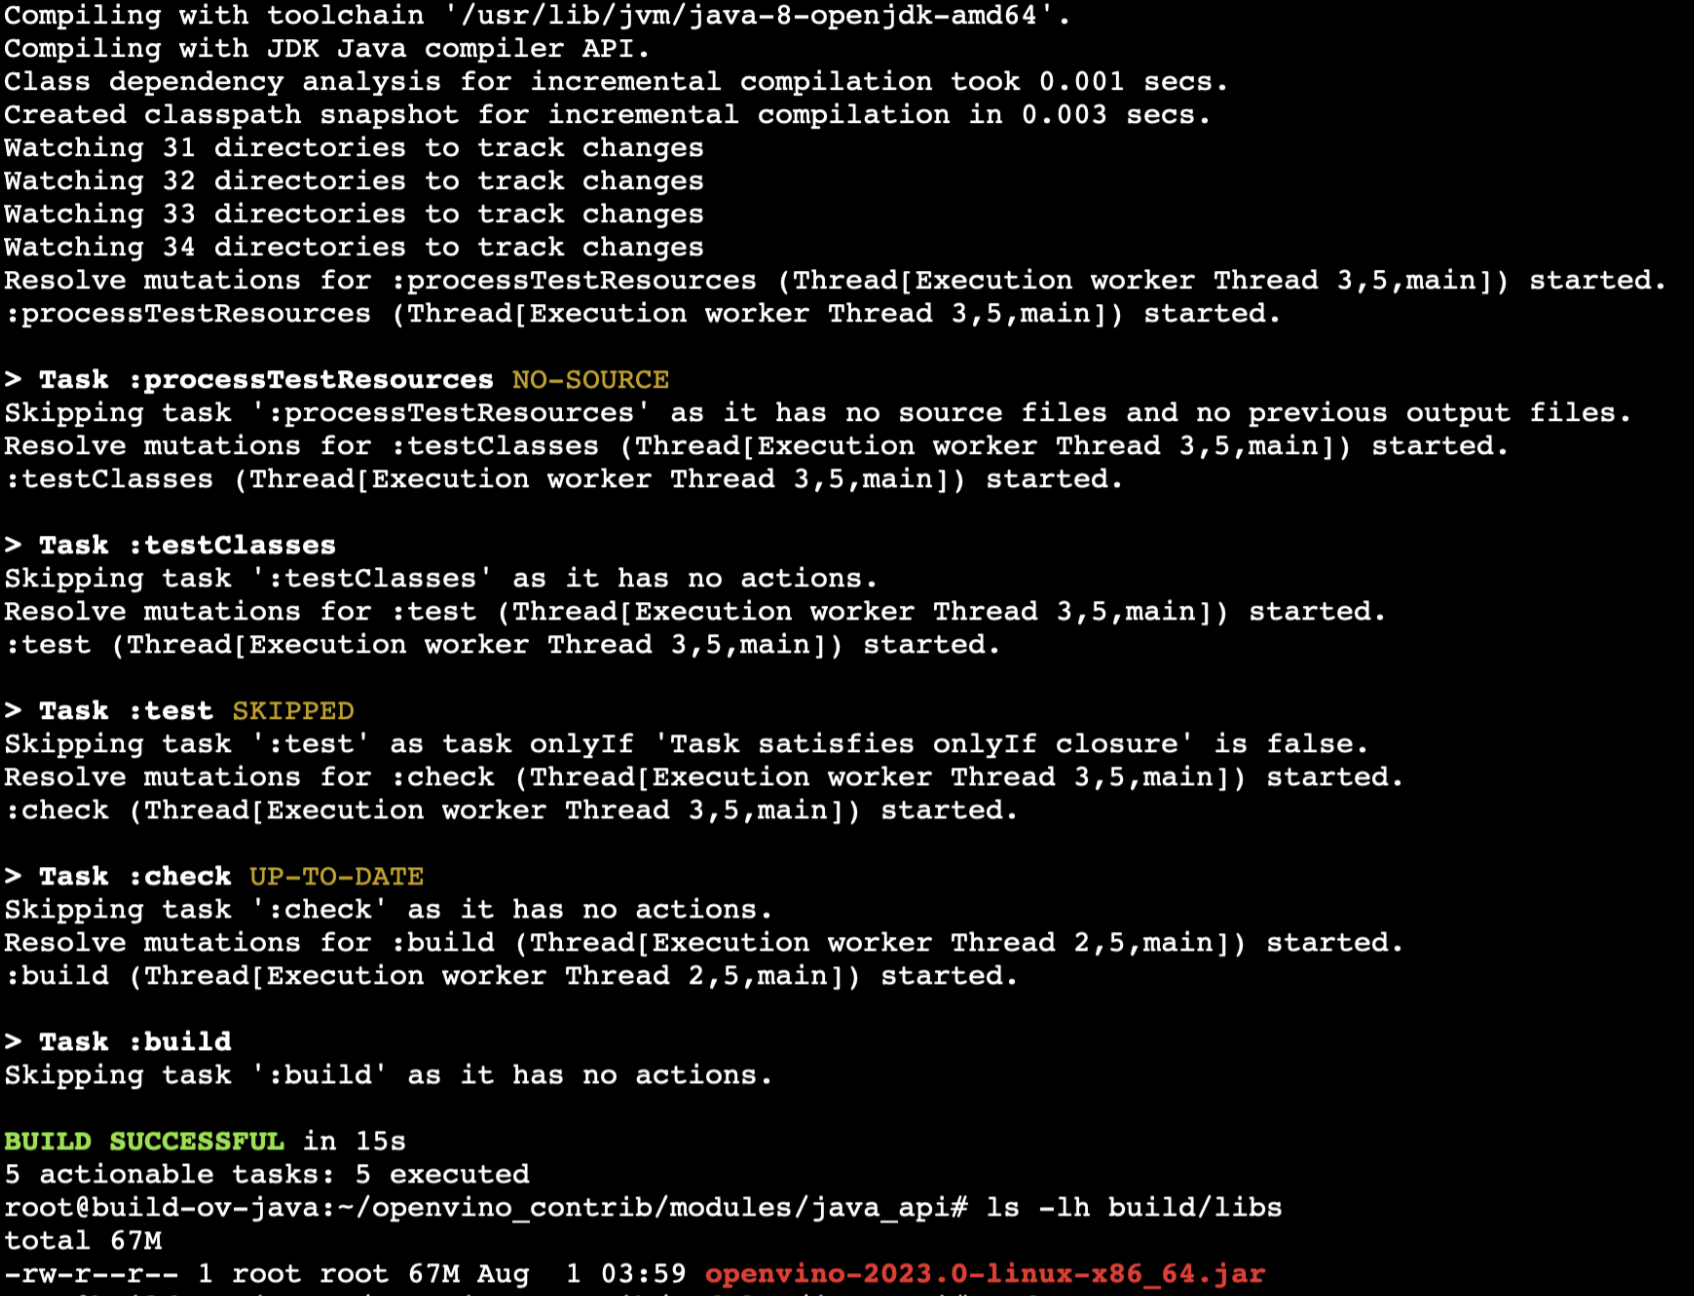 Compiling with toolchain '/usr/lib/jvm/java-8-openjdk-amd64'.
Compiling with JDK Java compiler API.
Class dependency analysis for incremental compilation took 0.001 secs.
Created classpath snapshot for incremental compilation in 0.003 secs.
Watching 31 directories to track changes
Watching 32 directories to track changes
Watching 33 directories to track changes
Watching 34 directories to track changes
Resolve mutations for :processTestResources (Thread[Execution worker Thread 3,5,main]) started.
:processTestResources (Thread[Execution worker Thread 3,5,main]) started.
> Task :processTestResources NO-SOURCE
Skipping task ':processTestResources' as it has no source files and no previous output files.
Resolve mutations for :testClasses (Thread[Execution worker Thread 3,5,main]) started.
:testClasses (Thread[Execution worker Thread 3,5,main]) started.
> Task :testClasses
Skipping task ':testClasses' as it has no actions.
Resolve mutations for :test (Thread[Execution worker Thread 3,5,main]) started.
:test (Thread[Execution worker Thread 3,5,main]) started.
> Task :test SKIPPED
Skipping task ':test' as task onlyIf 'Task satisfies onlyIf closure' is false.
Resolve mutations for :check (Thread[Execution worker Thread 3,5,main]) started.
:check (Thread[Execution worker Thread 3,5,main]) started.
> Task :check UP-TO-DATE
Skipping task ':check' as it has no actions.
Resolve mutations for :build (Thread[Execution worker Thread 2,5,main]) started.
:build (Thread[Execution worker Thread 2,5,main]) started.
> Task :build
Skipping task ':build' as it has no actions.
BUILD SUCCESSFUL in 15s
5 actionable tasks: 5 executed
root@build-ov-java:~/openvino_contrib/modules/java_api# ls -lh build/libs
total 67M
-rw-r--r-- 1 root root 67M Aug  1 03:59 openvino-2023.0-linux-x86_64.jar